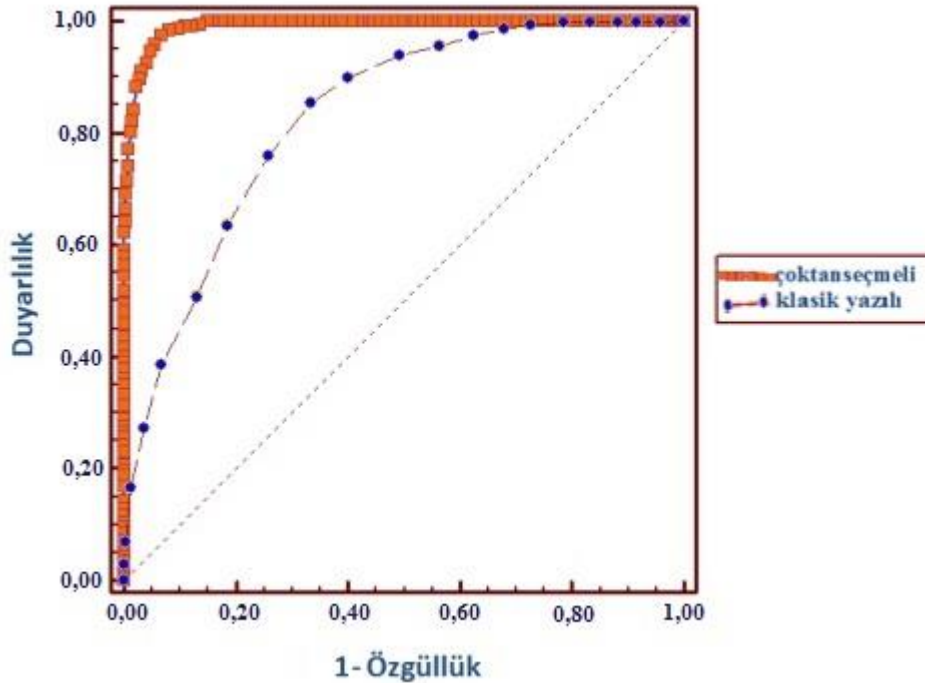 1,00
0,80
0,60
0,40
0,20
0,00
Duyarlılık
0,00 0,20 0,40 0,60 0,80 1,00
1- Özgüllük
çoktanseçmeli
klasik yazılı